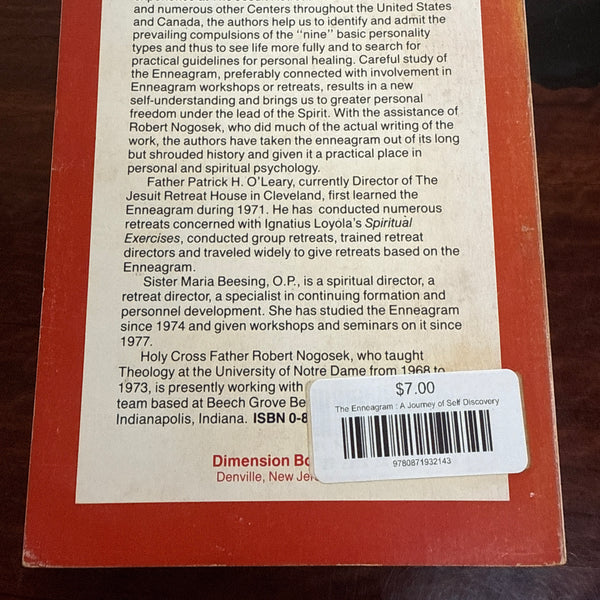 and numerous other Centers throughout the United States
and Canada, the authors help us to identify and admit the
prevailing compulsions of the "nine" basic personality
types and thus to see life more fully and to search for
practical guidelines for personal healing. Careful study of
the Enneagram, preferably connected with involvement in
Enneagram workshops or retreats, results in a new
self-understanding and brings us to greater personal
freedom under the lead of the Spirit. With the assistance of
Robert Nogosek, who did much of the actual writing of the
work, the authors have taken the enneagram out of its long
but shrouded history and given it a practical place in
personal and spiritual psychology.
Father Patrick H. O'Leary, currently Director of The
Jesuit Retreat House in Cleveland, first learned the
Enneagram during 1971. He has conducted numerous
retreats concerned with Ignatius Loyola's Spiritual
Exercises, conducted group retreats, trained retreat
directors and traveled widely to give retreats based on the
Enneagram.
Sister Maria Beesing, O.P., is a spiritual director, a
retreat director, a specialist in continuing formation and
personnel development. She has studied the Enneagram
since 1974 and given workshops and seminars on it since
1977.
Holy Cross Father Robert Nogosek, who taught
Theology at the University of Notre Dame from 1968 to
1973, is presently working with
team based at Beech Grove
Indianapolis, Indiana. ISBN 0-8
Dimension
Denville, New
$7.00
The Enneagram : A Journey of Self Discovery
9780871932143